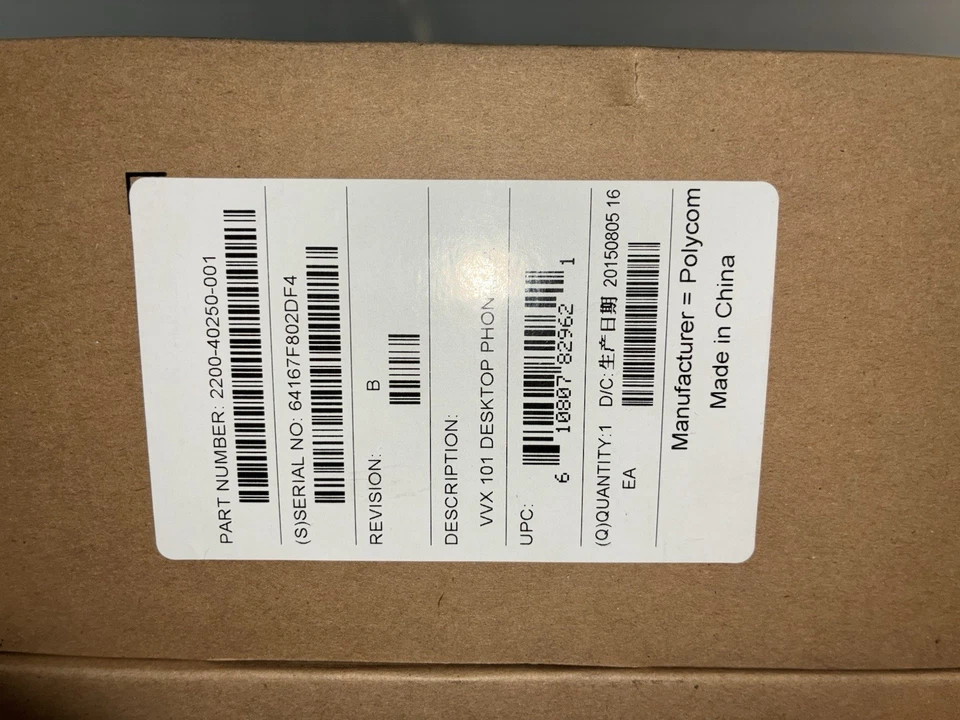 PART NUMBER: 2200-40250-001
(S)SERIAL NO: 64167F802DF4
REVISION: B
DESCRIPTION:
VVX 101 DESKTOP PHON
UPC:
6 10807 82962 1
(Q)QUANTITY:1 D/C: 生产日期 20150805 16
EA
Manufacturer = Polycom
Made in China